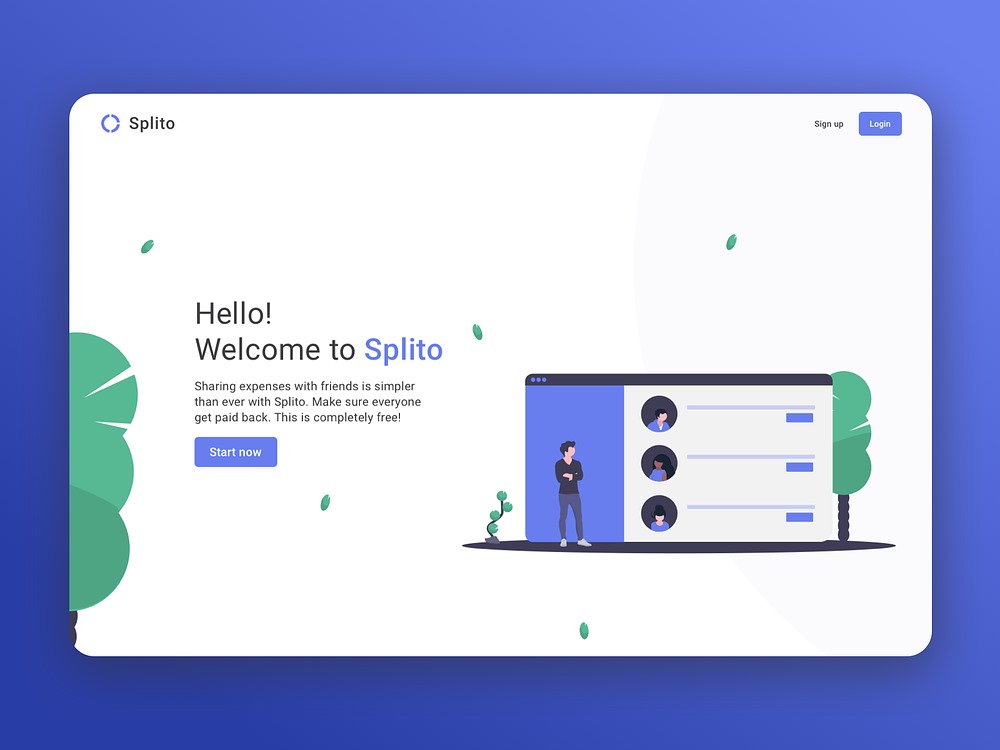 Splito
Sign up
Login
Hello!
Welcome to Splito
Sharing expenses with friends is simpler
than ever with Splito. Make sure everyone
get paid back. This is completely free!
Start now